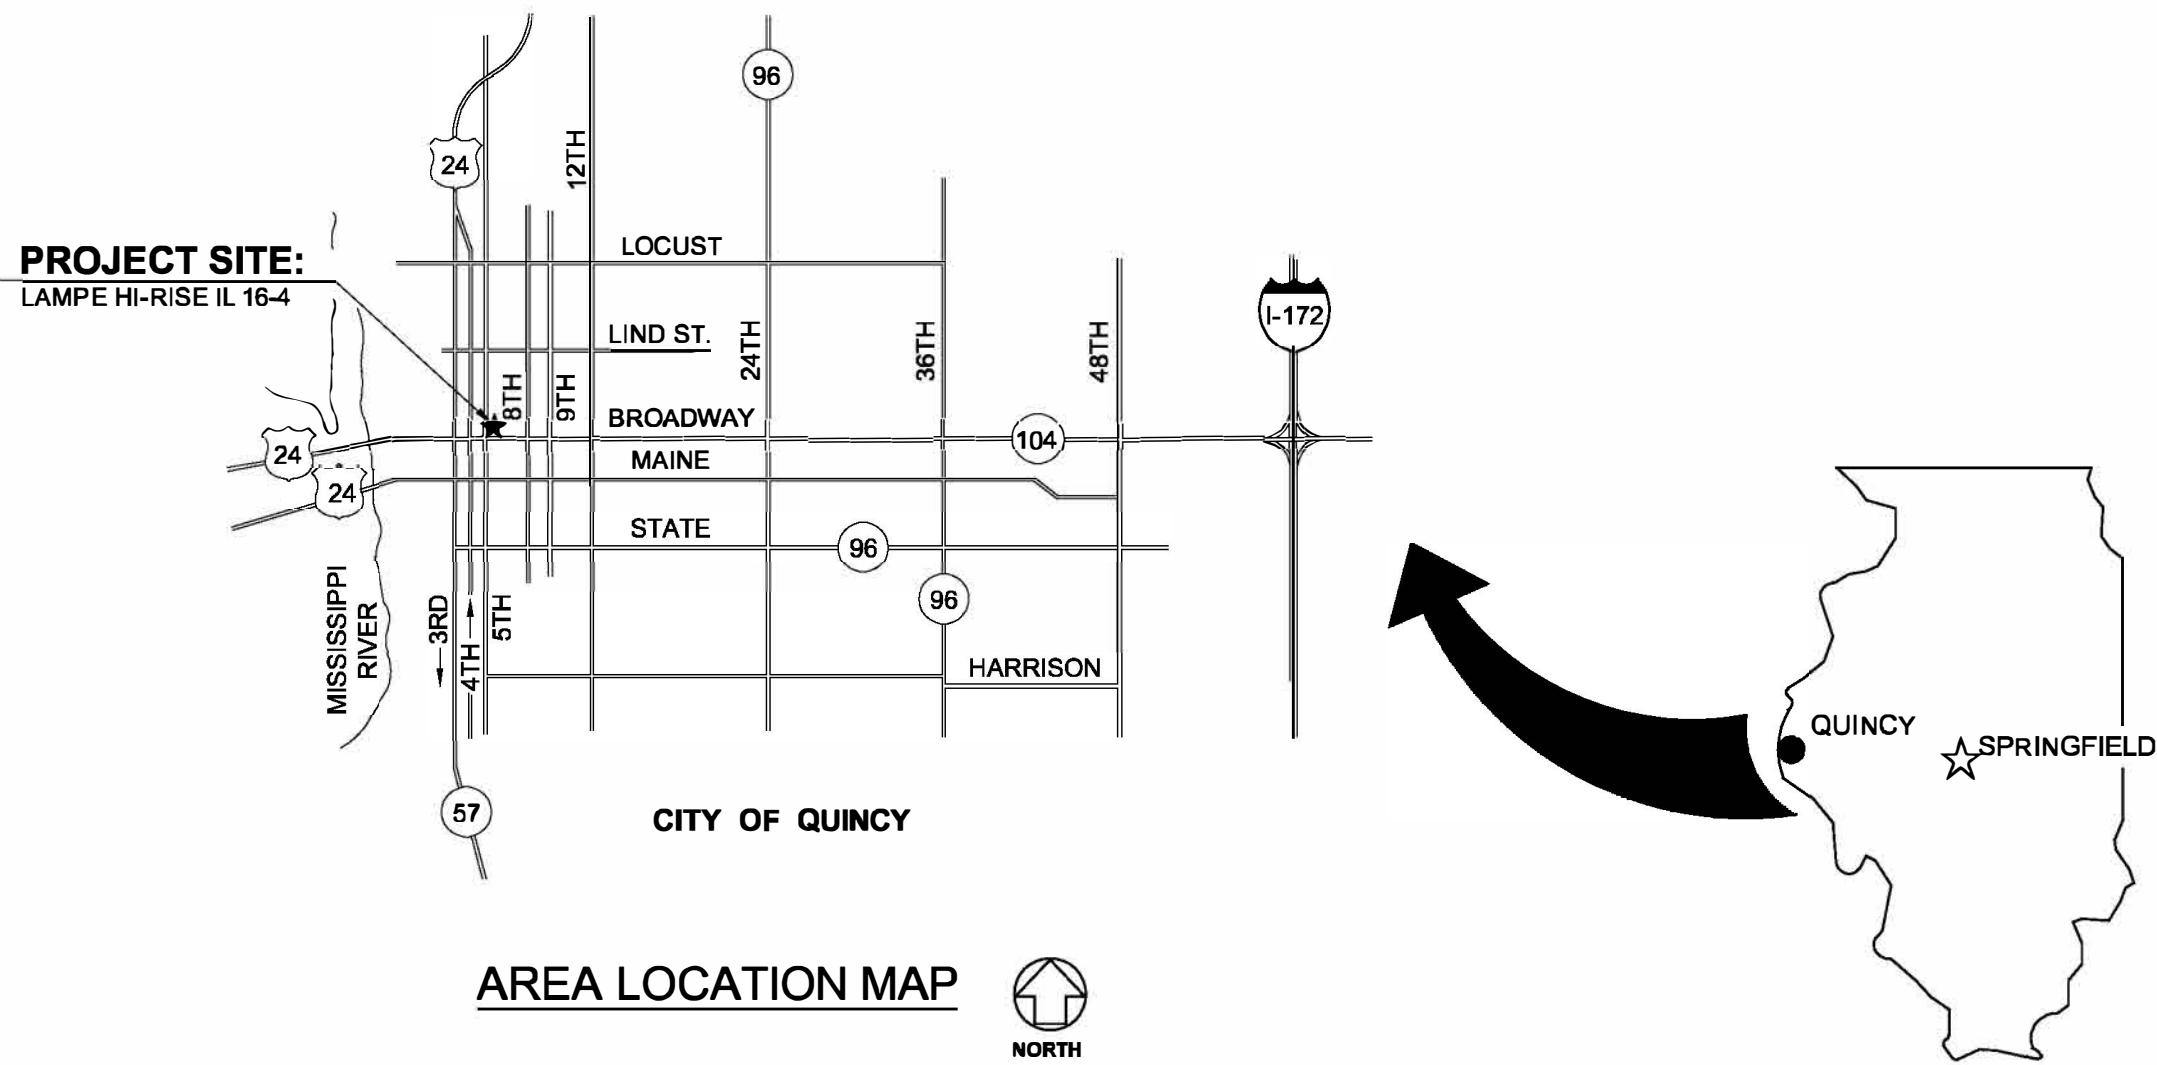 96
24
12TH
PROJECT SITE:
LAMPE HI-RISE IL 16-4
LOCUST
I-172
LIND ST.
24TH
36TH
48TH
8TH
9TH
BROADWAY
104
24
MAINE
24
STATE
96
96
MISSISSIPPI
RIVER
3RD
4TH
5TH
HARRISON
57
CITY OF QUINCY
QUINCY
SPRINGFIELD
AREA LOCATION MAP
NORTH